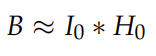 B ≈ I₀ * H₀